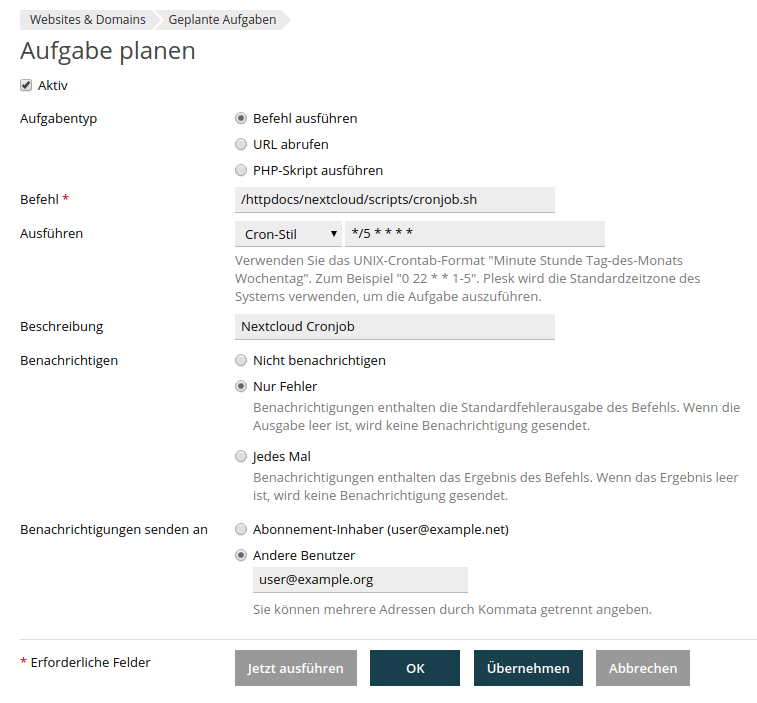 Websites & Domains Geplante Aufgaben
Aufgabe planen
Aktiv
Aufgabentyp Befehl ausführen
URL abrufen
PHP-Skript ausführen
Befehl * /httpdocs/nextcloud/scripts/cronjob.sh
Ausführen Cron-Stil */5 * * * *
Verwenden Sie das UNIX-Crontab-Format "Minute Stunde Tag-des-Monats
Wochentag". Zum Beispiel "0 22 * * 1-5". Plesk wird die Standardzeitzone des
Systems verwenden, um die Aufgabe auszuführen.
Beschreibung Nextcloud Cronjob
Benachrichtigen Nicht benachrichtigen
Nur Fehler
Benachrichtigungen enthalten die Standardfehlerausgabe des Befehls. Wenn die
Ausgabe leer ist, wird keine Benachrichtigung gesendet.
Jedes Mal
Benachrichtigungen enthalten das Ergebnis des Befehls. Wenn das Ergebnis leer
ist, wird keine Benachrichtigung gesendet.
Benachrichtigungen senden an Abonnement-Inhaber (user@example.net)
Andere Benutzer
user@example.org
Sie können mehrere Adressen durch Kommata getrennt angeben.
* Erforderliche Felder Jetzt ausführen OK Übernehmen Abbrechen